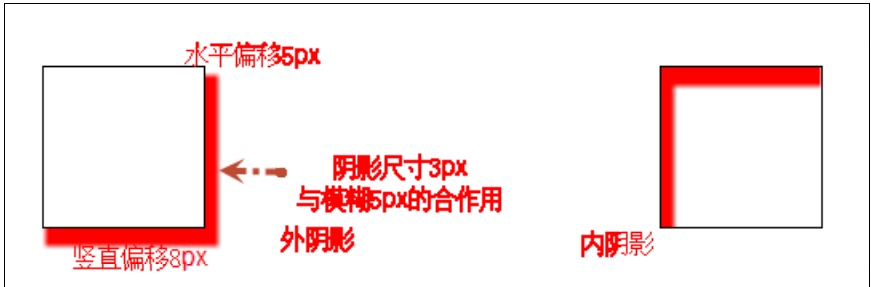 水平偏移5px
阴影尺寸3px
与模糊5px的合作用
外阴影
内阴影
竖直偏移8px